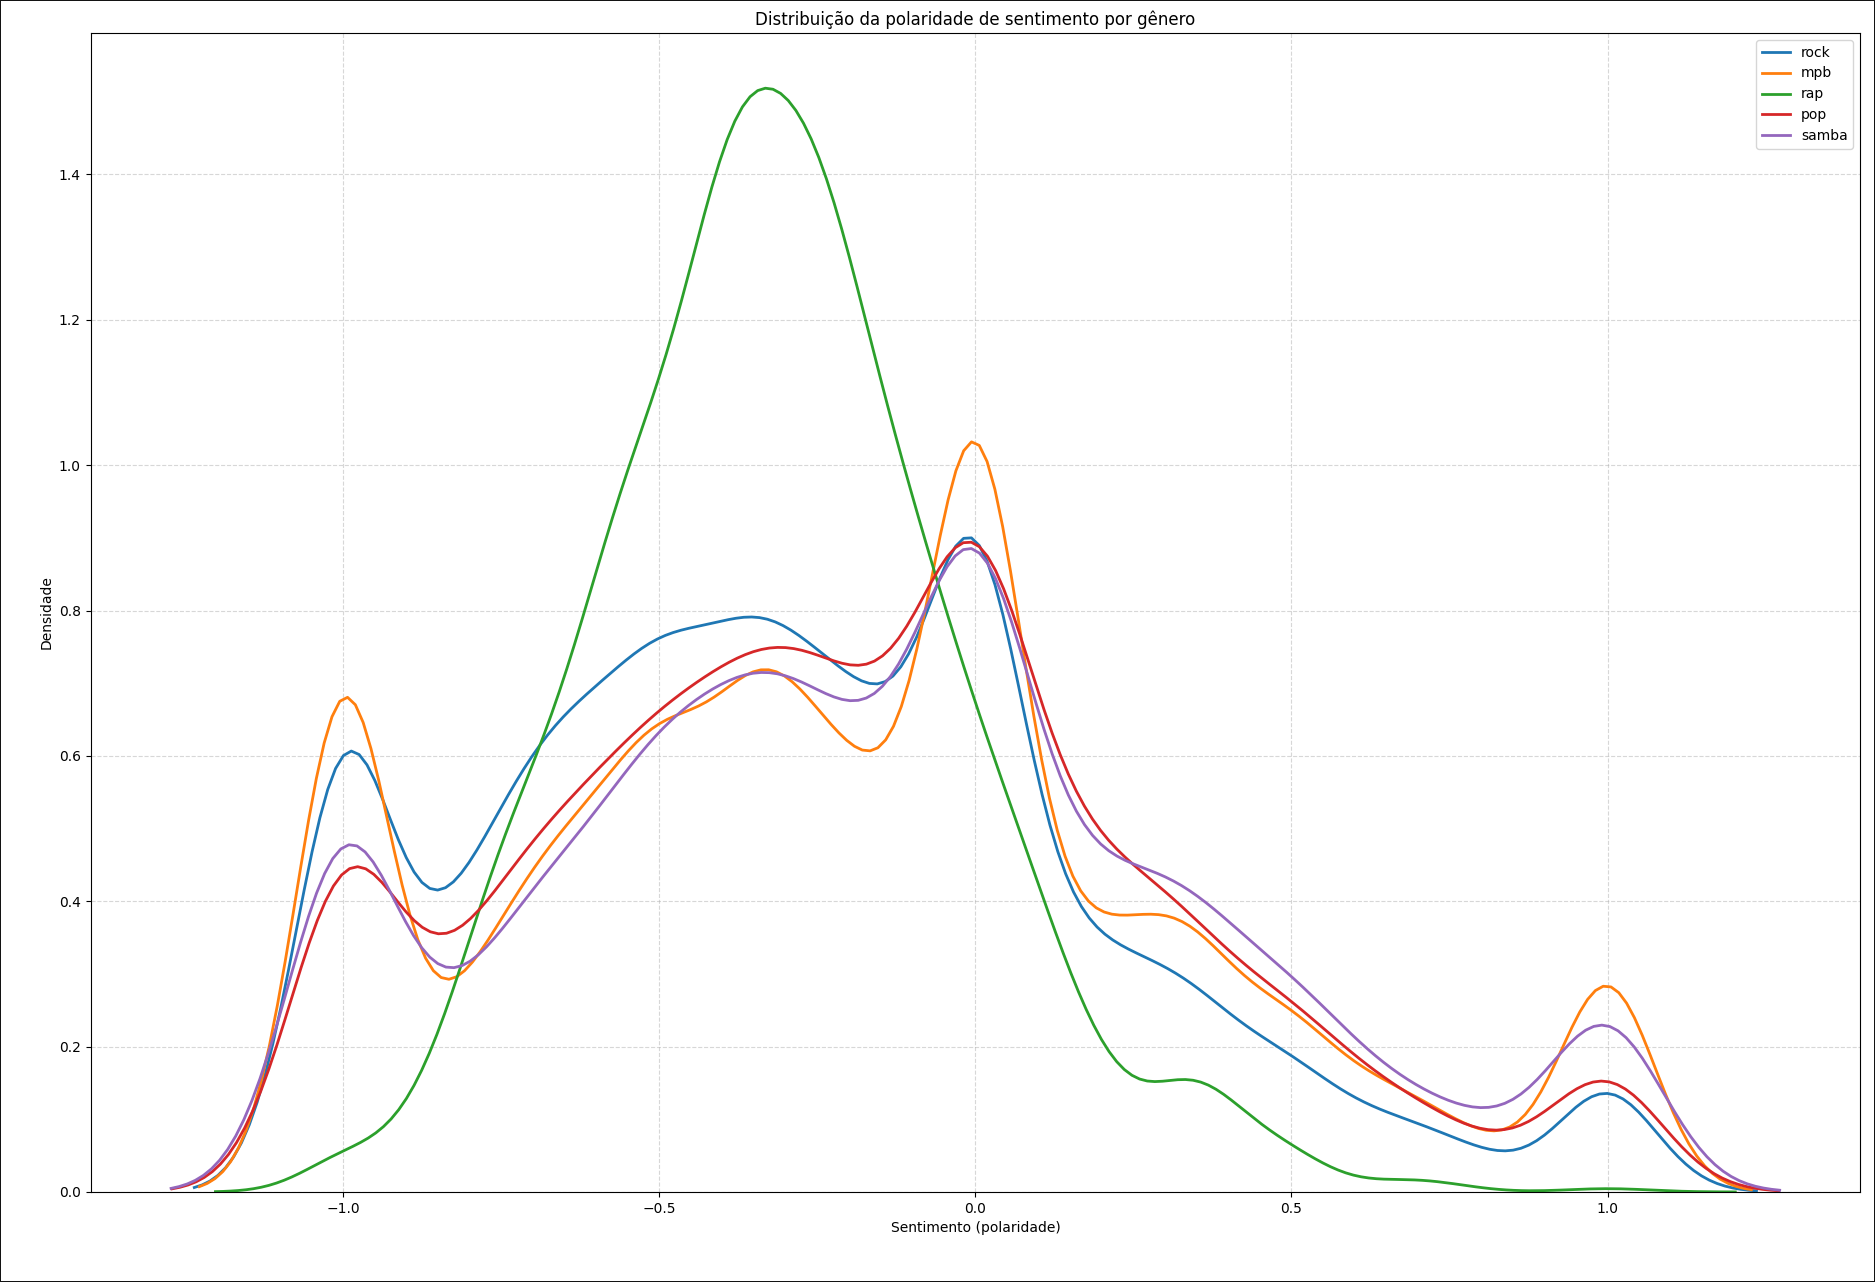 Distribuição da polaridade de sentimento por gênero
rock
mpb
rap
pop
samba
1.4
1.2
1.0
0.8
0.6
0.4
0.2
0.0
Densidade
−1.0
−0.5
0.0
0.5
1.0
Sentimento (polaridade)